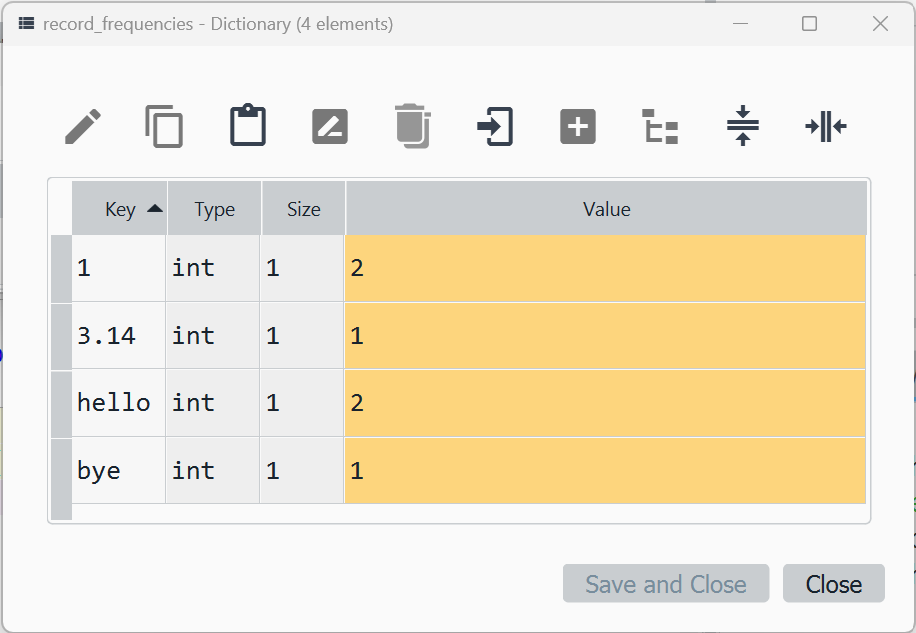 record_frequencies - Dictionary (4 elements)
Key Type Size Value
1 int 1 2
3.14 int 1 1
hello int 1 2
bye int 1 1
Save and Close Close